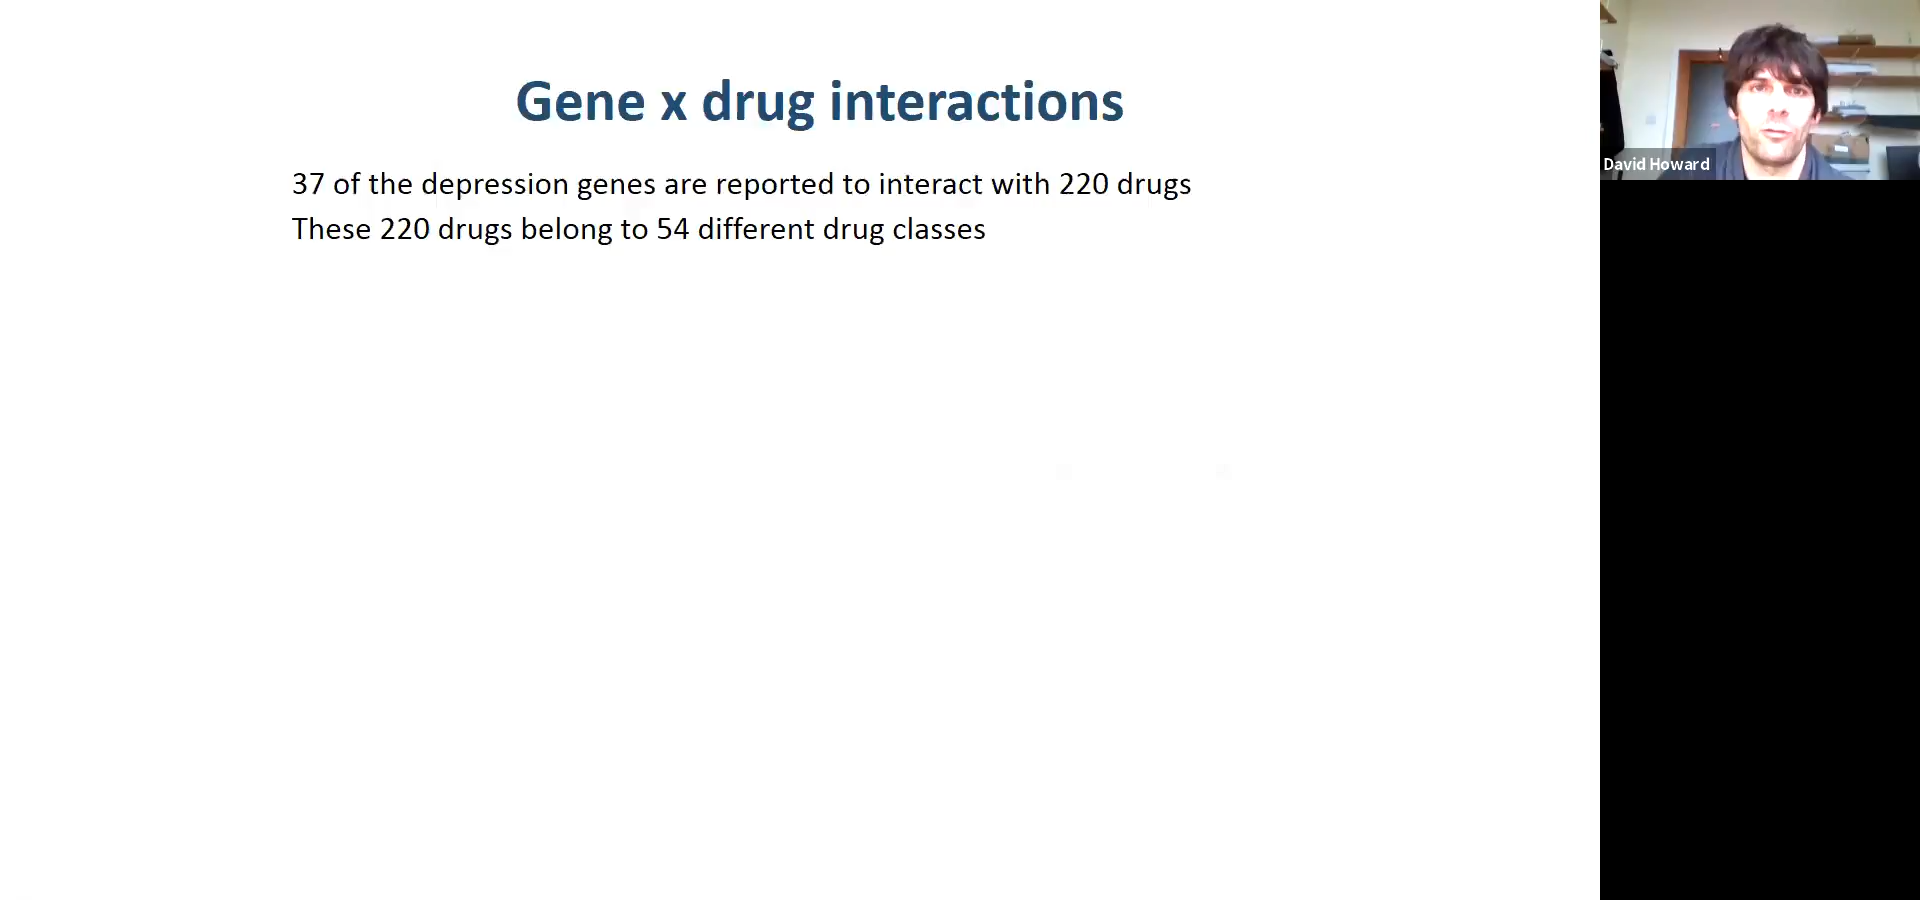 Gene x drug interactions
37 of the depression genes are reported to interact with 220 drugs
These 220 drugs belong to 54 different drug classes
David Howard